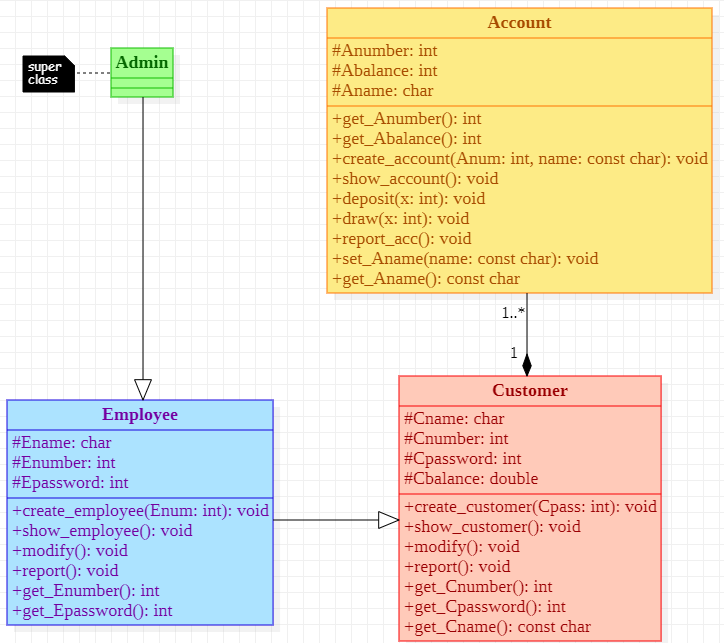 super
class
Admin
Account
#Anumber: int
#Abalance: int
#Aname: char
+get_Anumber(): int
+get_Abalance(): int
+create_account(Anum: int, name: const char): void
+show_account(): void
+deposit(x: int): void
+draw(x: int): void
+report_acc(): void
+set_Aname(name: const char): void
+get_Aname(): const char
1..*
1
Employee
#Ename: char
#Enumber: int
#Epassword: int
+create_employee(Enum: int): void
+show_employee(): void
+modify(): void
+report(): void
+get_Enumber(): int
+get_Epassword(): int
Customer
#Cname: char
#Cnumber: int
#Cpassword: int
#Cbalance: double
+create_customer(Cpass: int): void
+show_customer(): void
+modify(): void
+report(): void
+get_Cnumber(): int
+get_Cpassword(): int
+get_Cname(): const char